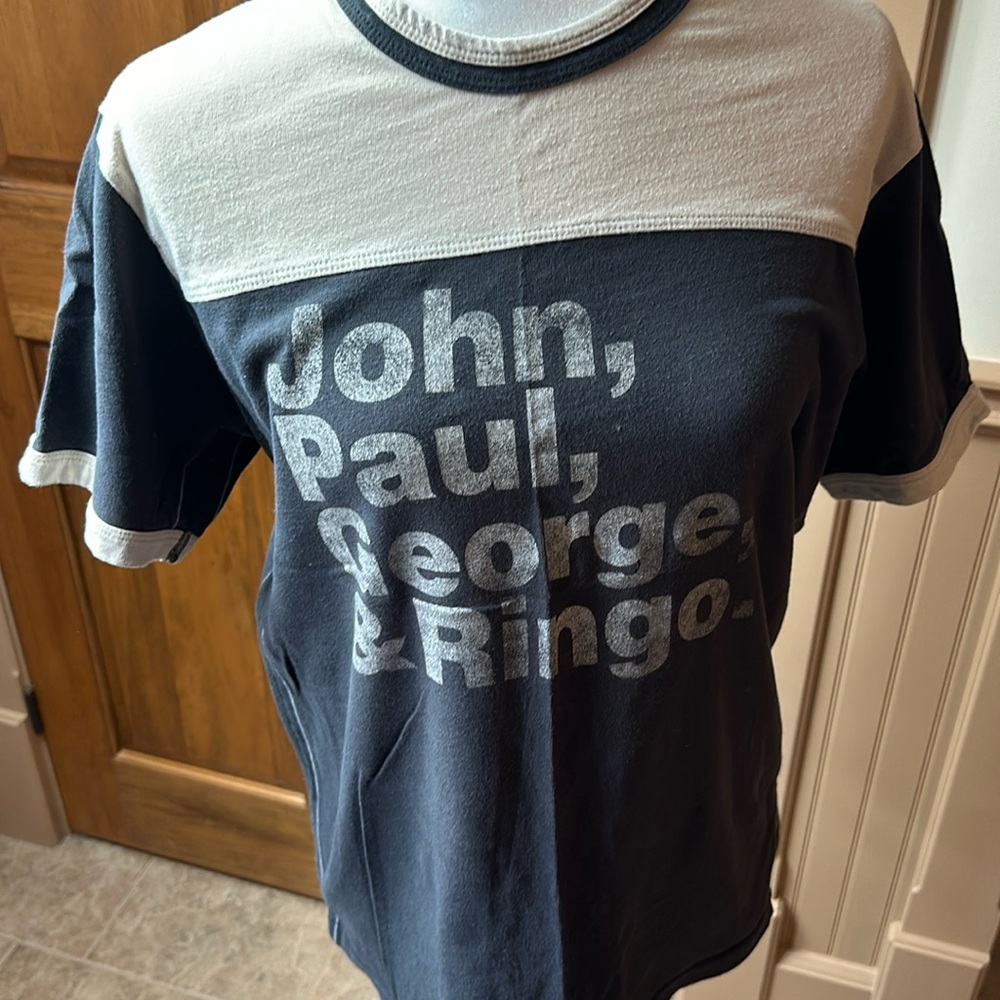 John,
Paul,
George,
& Ringo.